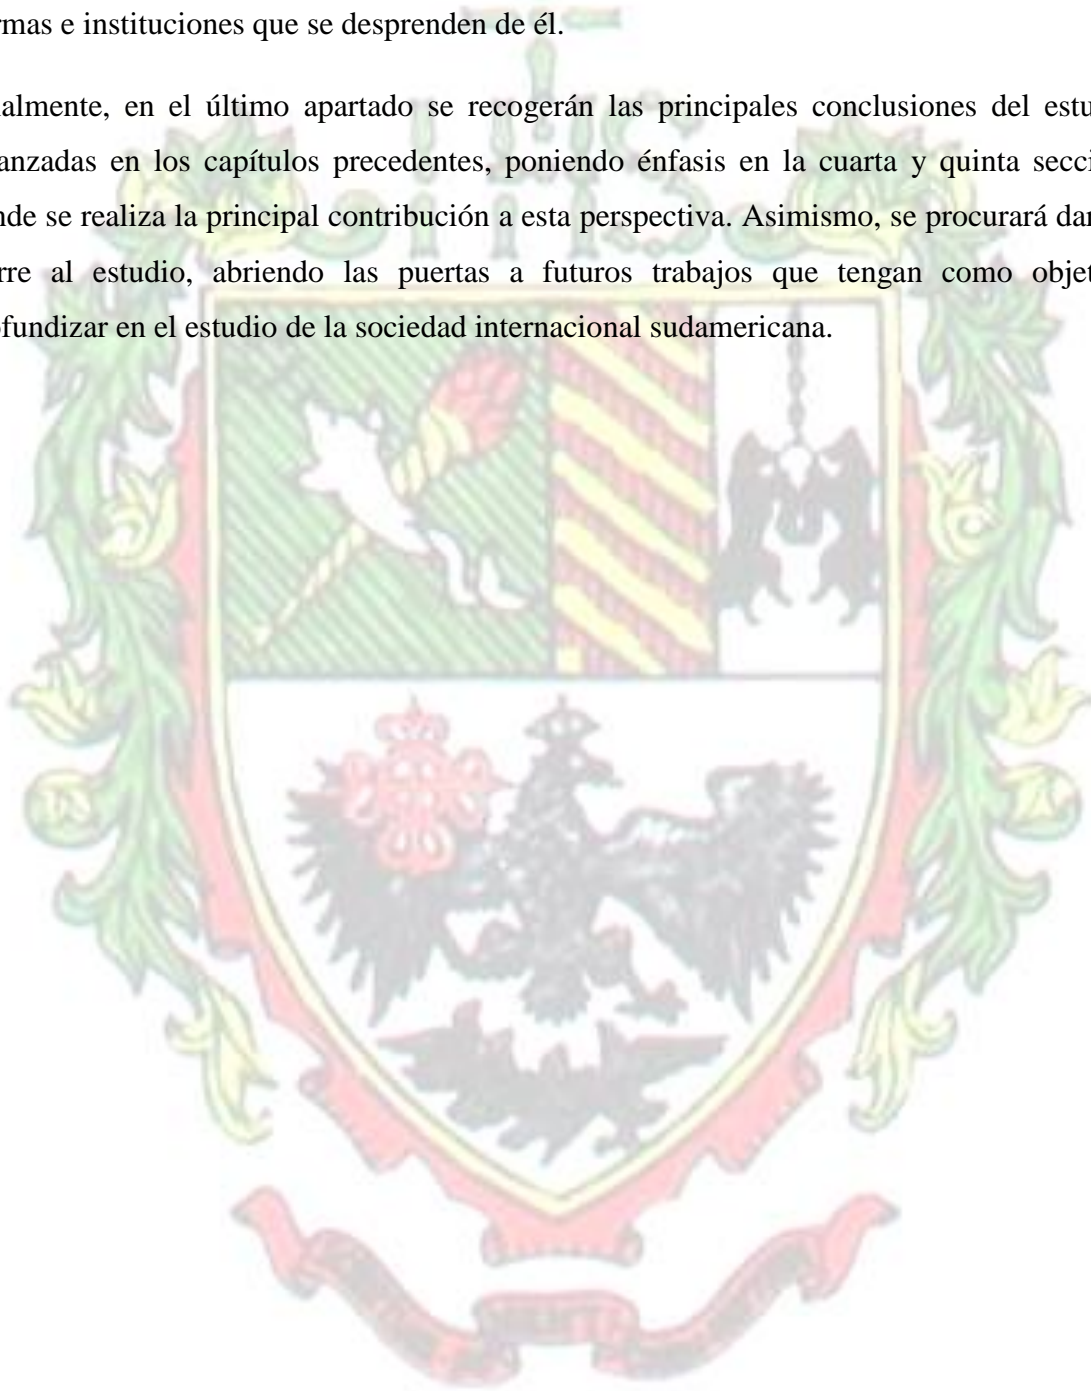 rmas e instituciones que se desprenden de él.
almente, en el último apartado se recogerán las principales conclusiones del estu
anzadas en los capítulos precedentes, poniendo énfasis en la cuarta y quinta secci
nde se realiza la principal contribución a esta perspectiva. Asimismo, se procurará dar
rre al estudio, abriendo las puertas a futuros trabajos que tengan como objet
fundizar en el estudio de la sociedad internacional sudamericana.